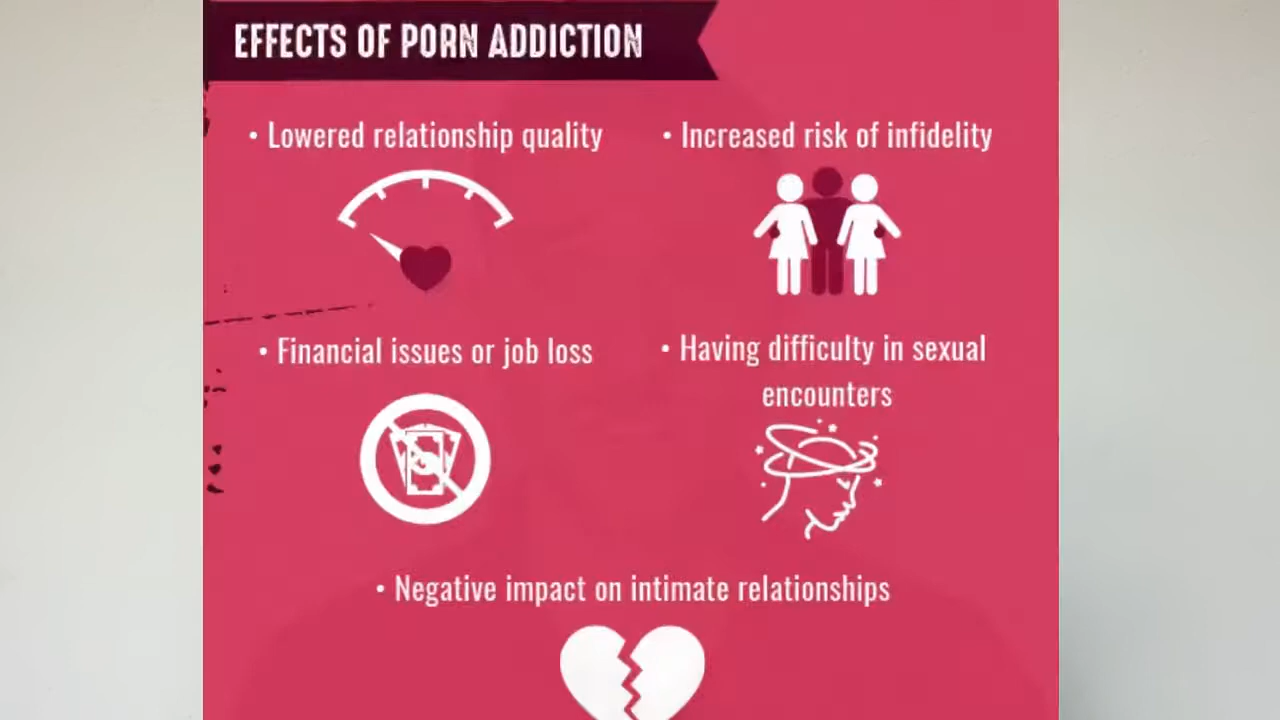 EFFECTS OF PORN ADDICTION
• Lowered relationship quality
• Increased risk of infidelity
• Financial issues or job loss
• Having difficulty in sexual
encounters
• Negative impact on intimate relationships